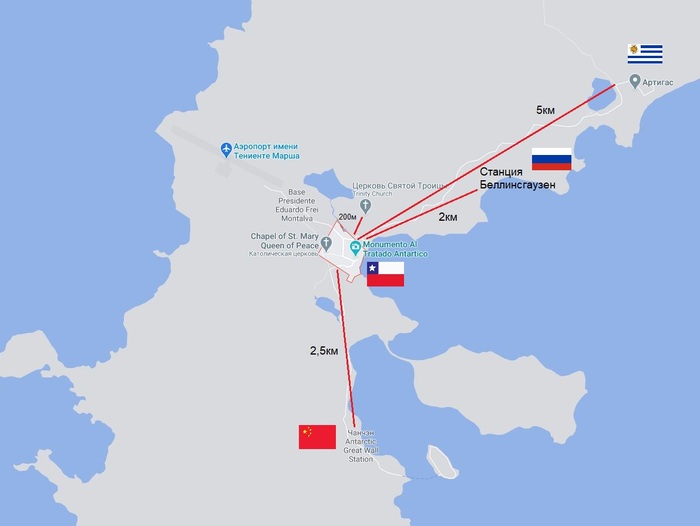 Артигас
5км
Аэропорт имени
Тениенте Марша
Станция
Беллинсгаузен
Церковь Святой Троицы
Trinity Church
Base
Presidente
Eduardo Frei
Montalva
200м
2км
Chapel of St. Mary
Queen of Peace
Католическая церковь
Monumento Al
Tratado Antartico
2,5км
Чанчэн
Antarctic
Great Wall
Station